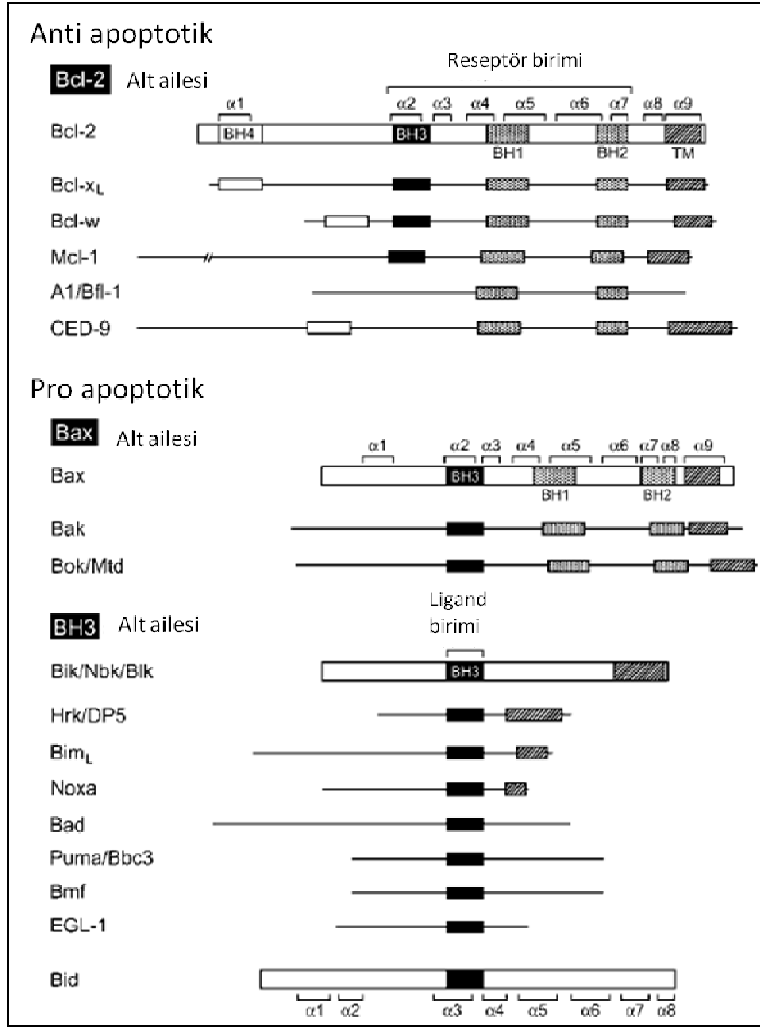 Anti apoptotik
Bcl-2 Alt ailesi
Reseptör birimi
α1 α2 α3 α4 α5 α6 α7 α8 α9
Bcl-2 BH4 BH3
BH1 BH2 TM
Bcl-xL
Bcl-w
Mcl-1
A1/Bfl-1
CED-9
Pro apoptotik
Bax Alt ailesi
α1 α2 α3 α4 α5 α6 α7 α8 α9
Bax BH3
BH1 BH2
Bak
Bok/Mtd
BH3 Alt ailesi
Ligand
birimi
Bik/Nbk/Blk BH3
Hrk/DP5
BimL
Noxa
Bad
Puma/Bbc3
Bmf
EGL-1
Bid
α1 α2 α3 α4 α5 α6 α7 α8